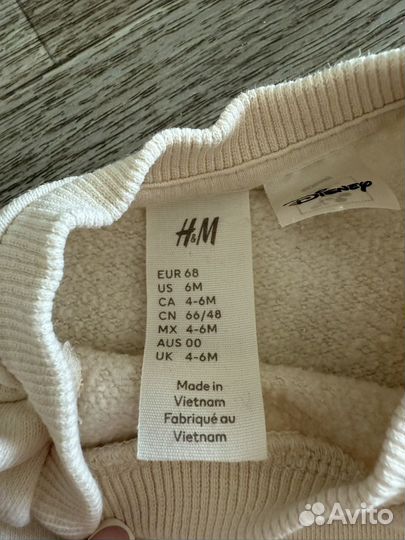 H&M
Disney
EUR 68
US 6M
CA 4-6M
CN 66/48
MX 4-6M
AUS 00
UK 4-6M
Made in
Vietnam
Fabriqué au
Vietnam
Avito